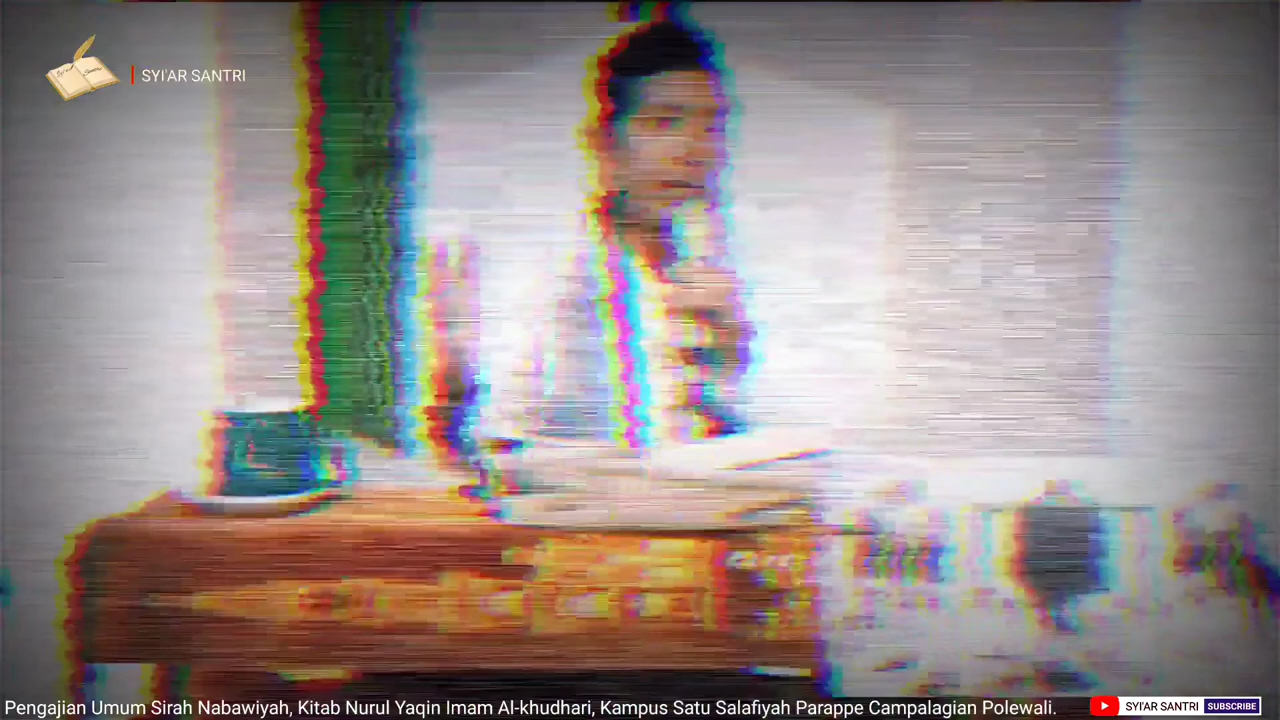 SYI'AR SANTRI
Pengajian Umum Sirah Nabawiyah, Kitab Nurul Yaqin Imam Al-khudhari, Kampus Satu Salafiyah Parappe Campalagian Polewali.
SYI'AR SANTRI SUBSCRIBE